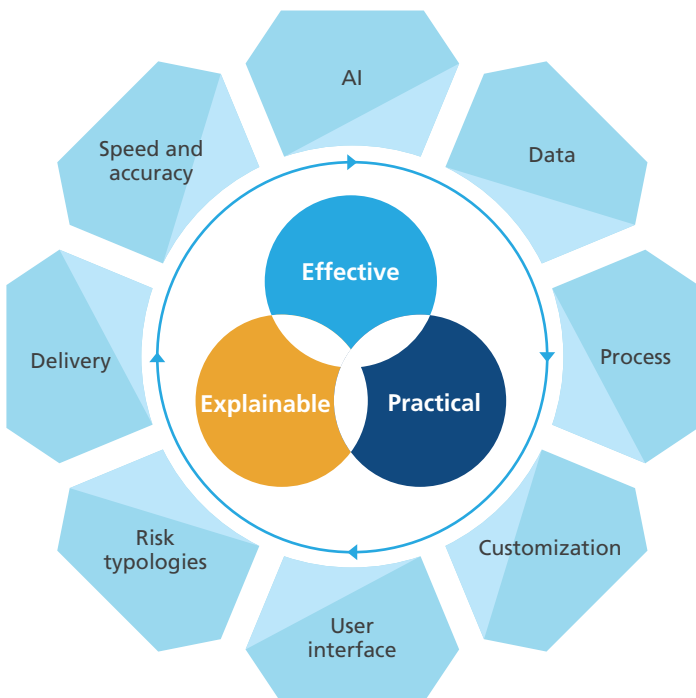 AI
Data
Process
Customization
User
interface
Risk
typologies
Delivery
Speed and
accuracy
Effective
Explainable
Practical